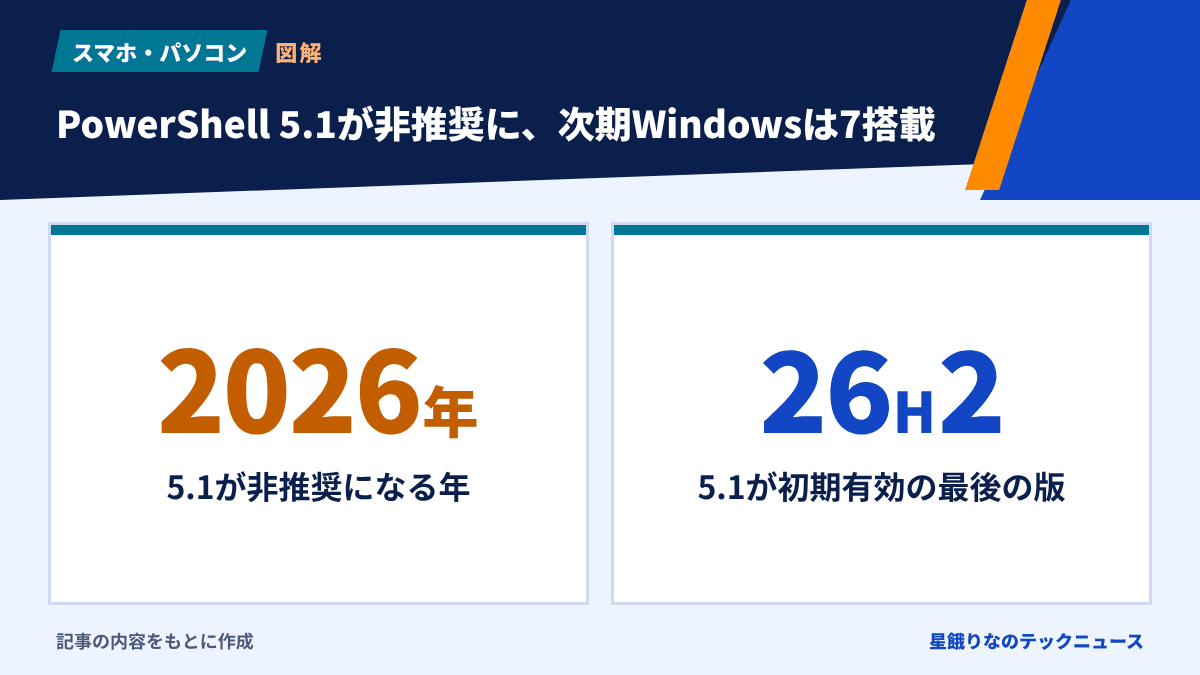 スマホ・パソコン 図解
PowerShell 5.1が非推奨に、次期Windowsは7搭載
2026年
5.1が非推奨になる年
26H2
5.1が初期有効の最後の版
記事の内容をもとに作成
星餓りなのテックニュース